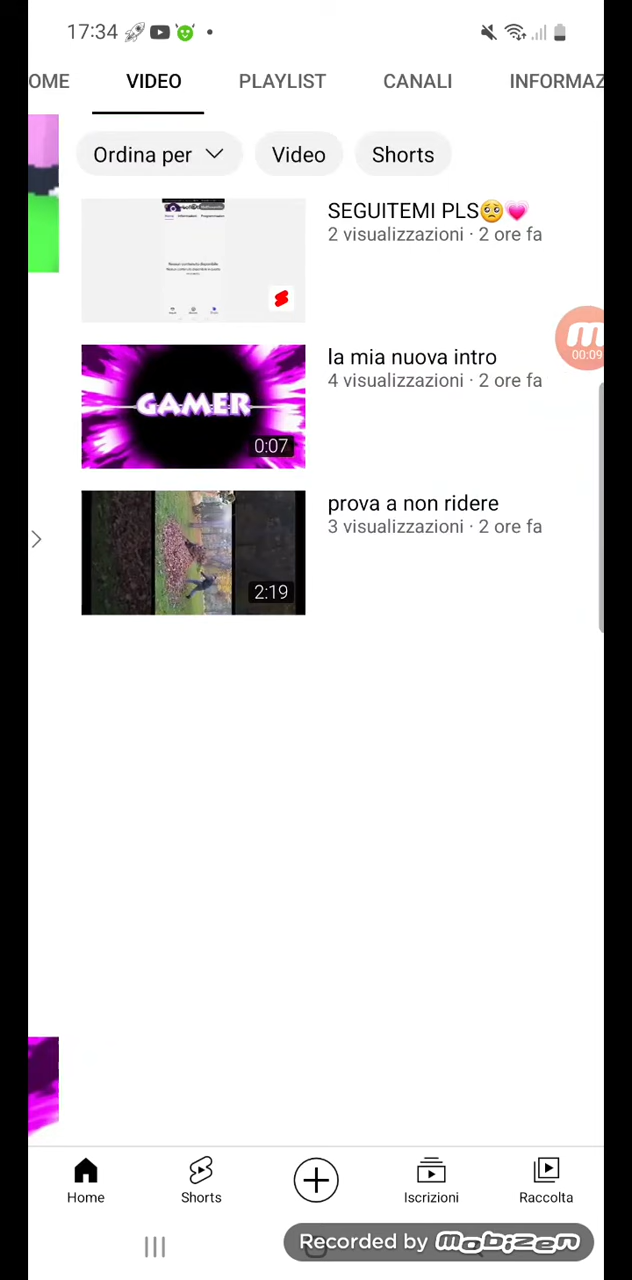 17:34
OME VIDEO PLAYLIST CANALI INFORMAZ
Ordina per Video Shorts
SEGUITEMI PLS🥺💗
2 visualizzazioni · 2 ore fa
00:09
la mia nuova intro
4 visualizzazioni · 2 ore fa
GAMER
0:07
prova a non ridere
3 visualizzazioni · 2 ore fa
2:19
Home Shorts Iscrizioni Raccolta
Recorded by mobizen